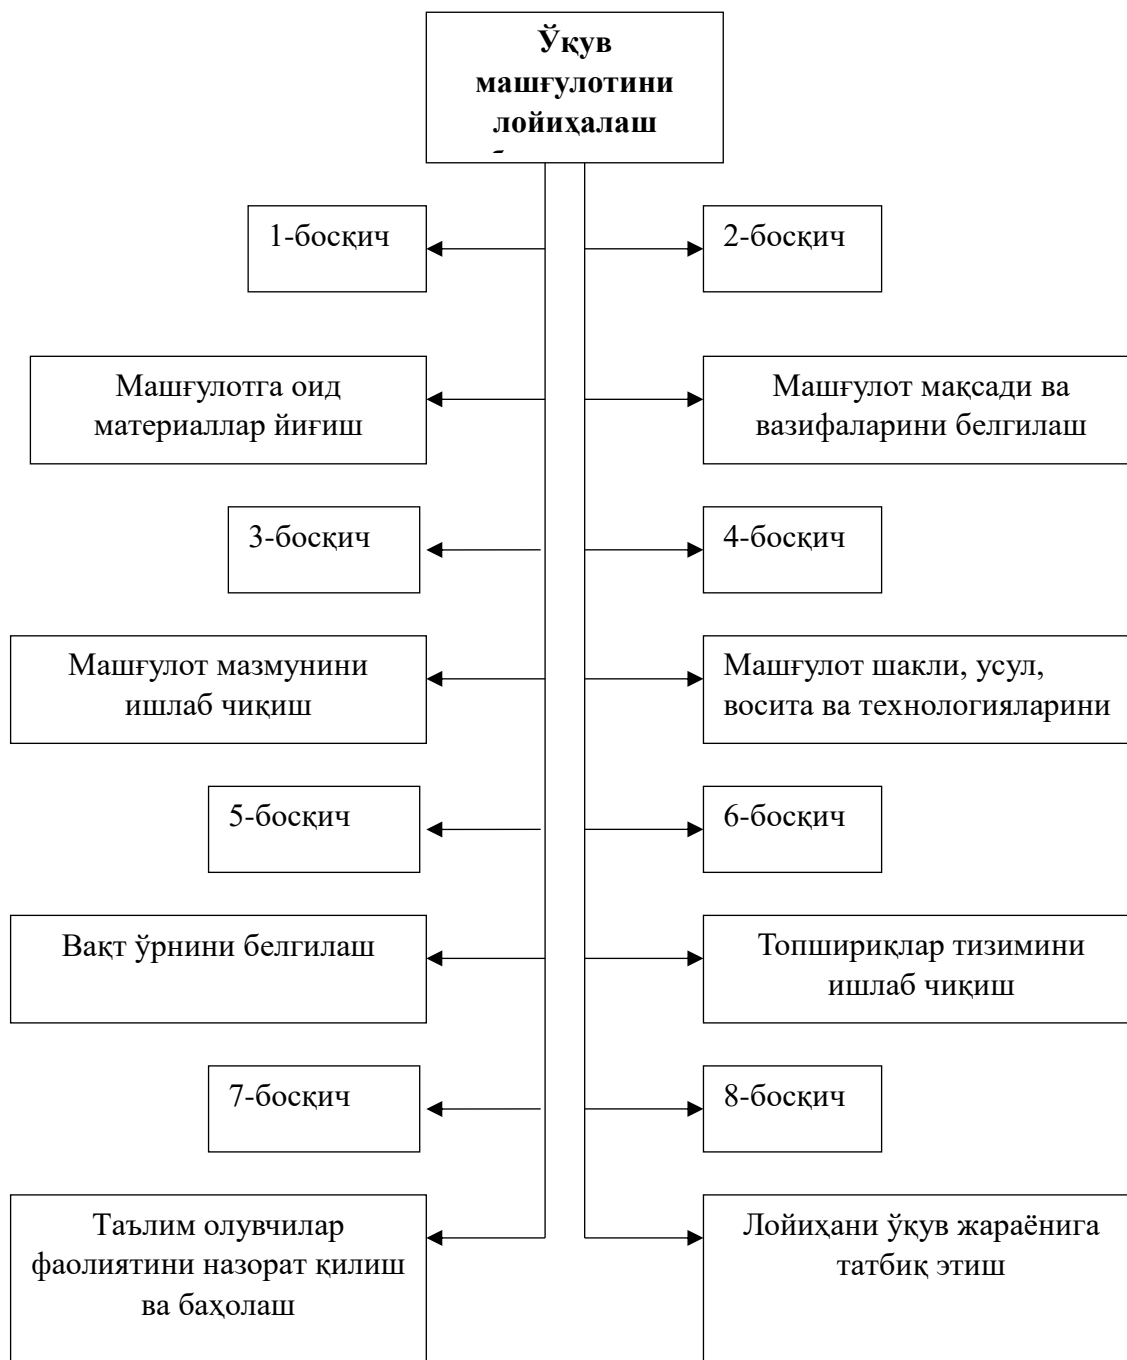 Ўқув
машғулотини
лойиҳалаш
1-босқич
2-босқич
Машғулотга оид
материаллар йиғиш
Машғулот мақсади ва
вазифаларини белгилаш
3-босқич
4-босқич
Машғулот мазмунини
ишлаб чиқиш
Машғулот шакли, усул,
восита ва технологияларини
5-босқич
6-босқич
Вақт ўрнини белгилаш
Топшириқлар тизимини
ишлаб чиқиш
7-босқич
8-босқич
Таълим олувчилар
фаолиятини назорат қилиш
ва баҳолаш
Лойиҳани ўқув жараёнига
татбиқ этиш